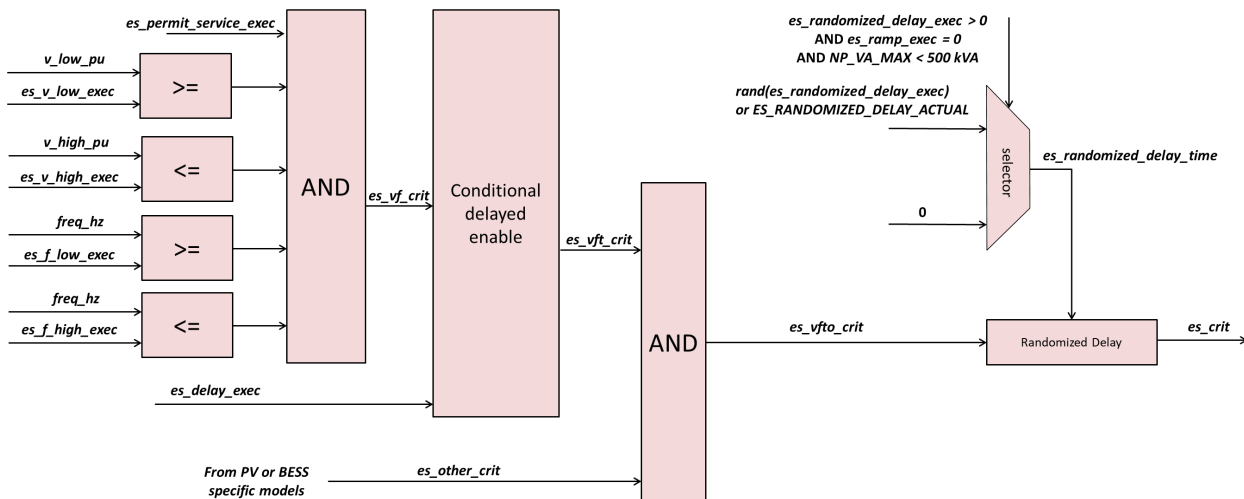 es_permit_service_exec
v_low_pu
es_v_low_exec
>=
v_high_pu
es_v_high_exec
<=
freq_hz
es_f_low_exec
>=
freq_hz
es_f_high_exec
<=
AND
es_vf_crit
es_delay_exec
Conditional
delayed
enable
es_vft_crit
From PV or BESS
specific models
es_other_crit
AND
es_vfto_crit
es_randomized_delay_exec > 0
AND es_ramp_exec = 0
AND NP_VA_MAX < 500 kVA
rand(es_randomized_delay_exec)
or ES_RANDOMIZED_DELAY_ACTUAL
0
selector
es_randomized_delay_time
Randomized Delay
es_crit